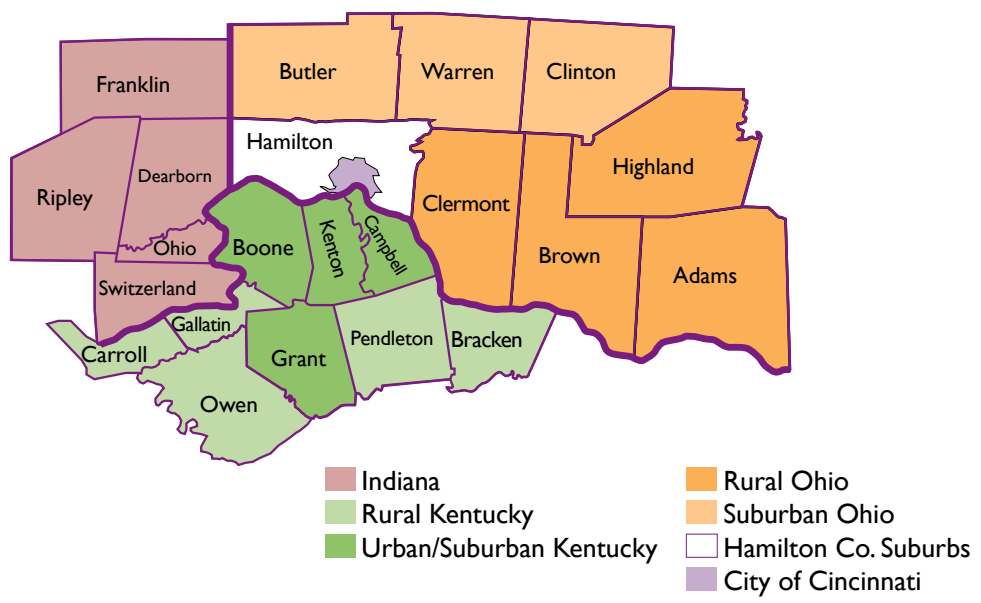 Butler
Warren
Clinton
Franklin
Hamilton
Highland
Dearborn
Ripley
Clermont
Kenton
Campbell
Ohio
Boone
Brown
Adams
Switzerland
Gallatin
Pendleton
Bracken
Carroll
Grant
Owen
Indiana
Rural Kentucky
Urban/Suburban Kentucky
Rural Ohio
Suburban Ohio
Hamilton Co. Suburbs
City of Cincinnati